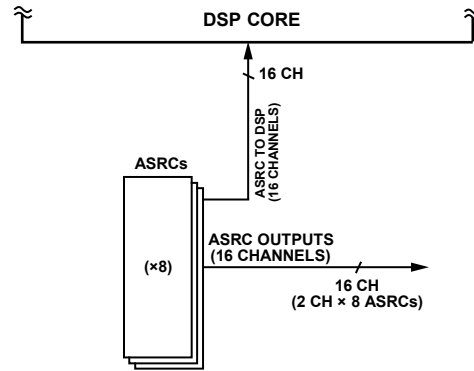 DSP CORE
16 CH
ASRC TO DSP
(16 CHANNELS)
ASRCs
(×8)
ASRC OUTPUTS
(16 CHANNELS)
16 CH
(2 CH × 8 ASRCs)